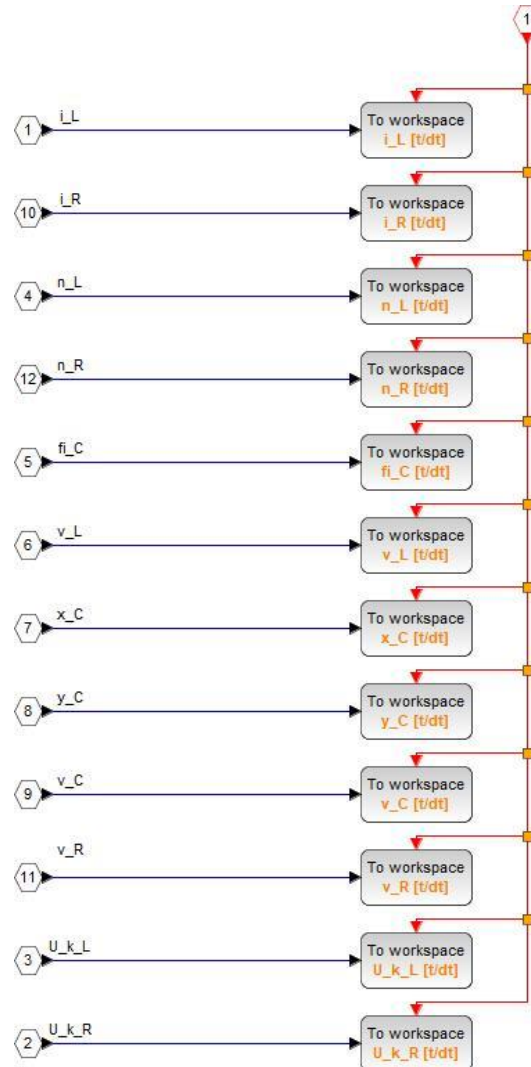 1
i_L
1
To workspace
i_L [t/dt]
i_R
10
To workspace
i_R [t/dt]
n_L
4
To workspace
n_L [t/dt]
n_R
12
To workspace
n_R [t/dt]
fi_C
5
To workspace
fi_C [t/dt]
v_L
6
To workspace
v_L [t/dt]
x_C
7
To workspace
x_C [t/dt]
y_C
8
To workspace
y_C [t/dt]
v_C
9
To workspace
v_C [t/dt]
v_R
11
To workspace
v_R [t/dt]
U_k_L
3
To workspace
U_k_L [t/dt]
U_k_R
2
To workspace
U_k_R [t/dt]